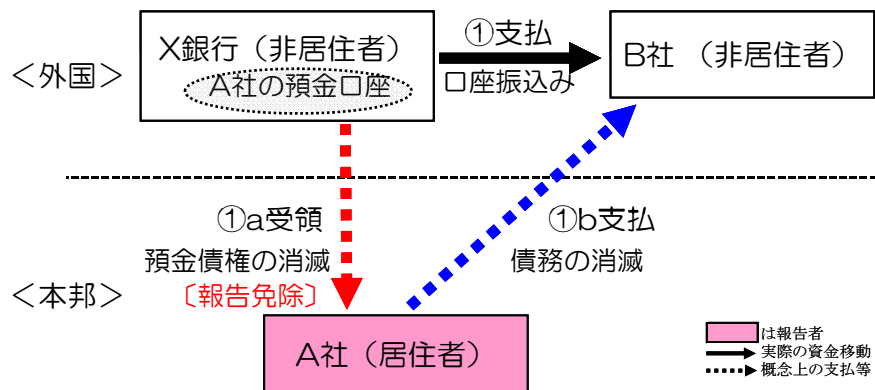 X銀行（非居住者）
A社の預金口座
①支払
口座振込み
B社 （非居住者）
＜外国＞
①a受領
預金債権の消滅
〔報告免除〕
①b支払
債務の消滅
＜本邦＞
A社（居住者）
は報告者
実際の資金移動
概念上の支払等